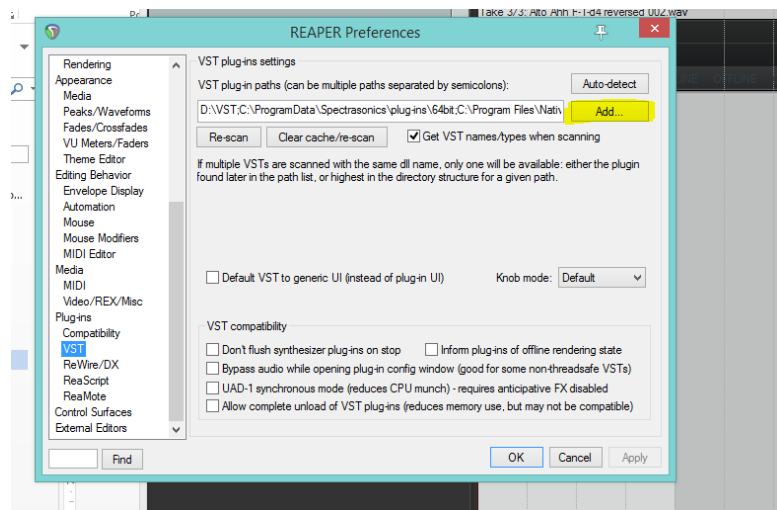 Take 3/3: Alto Ahh F-1-d4 reversed 002.wav
REAPER Preferences
Rendering
Appearance
Media
Peaks/Waveforms
Fades/Crossfades
VU Meters/Faders
Theme Editor
Editing Behavior
Envelope Display
Automation
Mouse
Mouse Modifiers
MIDI Editor
Media
MIDI
Video/REX/Misc
Plug-ins
Compatibility
VST
ReWire/DX
ReaScript
ReaMote
Control Surfaces
External Editors
Find
VST plug-ins settings
VST plug-in paths (can be multiple paths separated by semicolons):
Auto-detect
D:\VST;C:\ProgramData\Spectrasonics\plug-ins\64bit;C:\Program Files\Nativ
Add...
Re-scan
Clear cache/re-scan
Get VST names/types when scanning
If multiple VSTs are scanned with the same dll name, only one will be available: either the plugin
found later in the path list, or highest in the directory structure for a given path.
Default VST to generic UI (instead of plug-in UI)
Knob mode: Default
VST compatibility
Don't flush synthesizer plug-ins on stop
Inform plug-ins of offline rendering state
Bypass audio while opening plug-in config window (good for some non-threadsafe VSTs)
UAD-1 synchronous mode (reduces CPU munch) - requires anticipative FX disabled
Allow complete unload of VST plug-ins (reduces memory use, but may not be compatible)
OK
Cancel
Apply